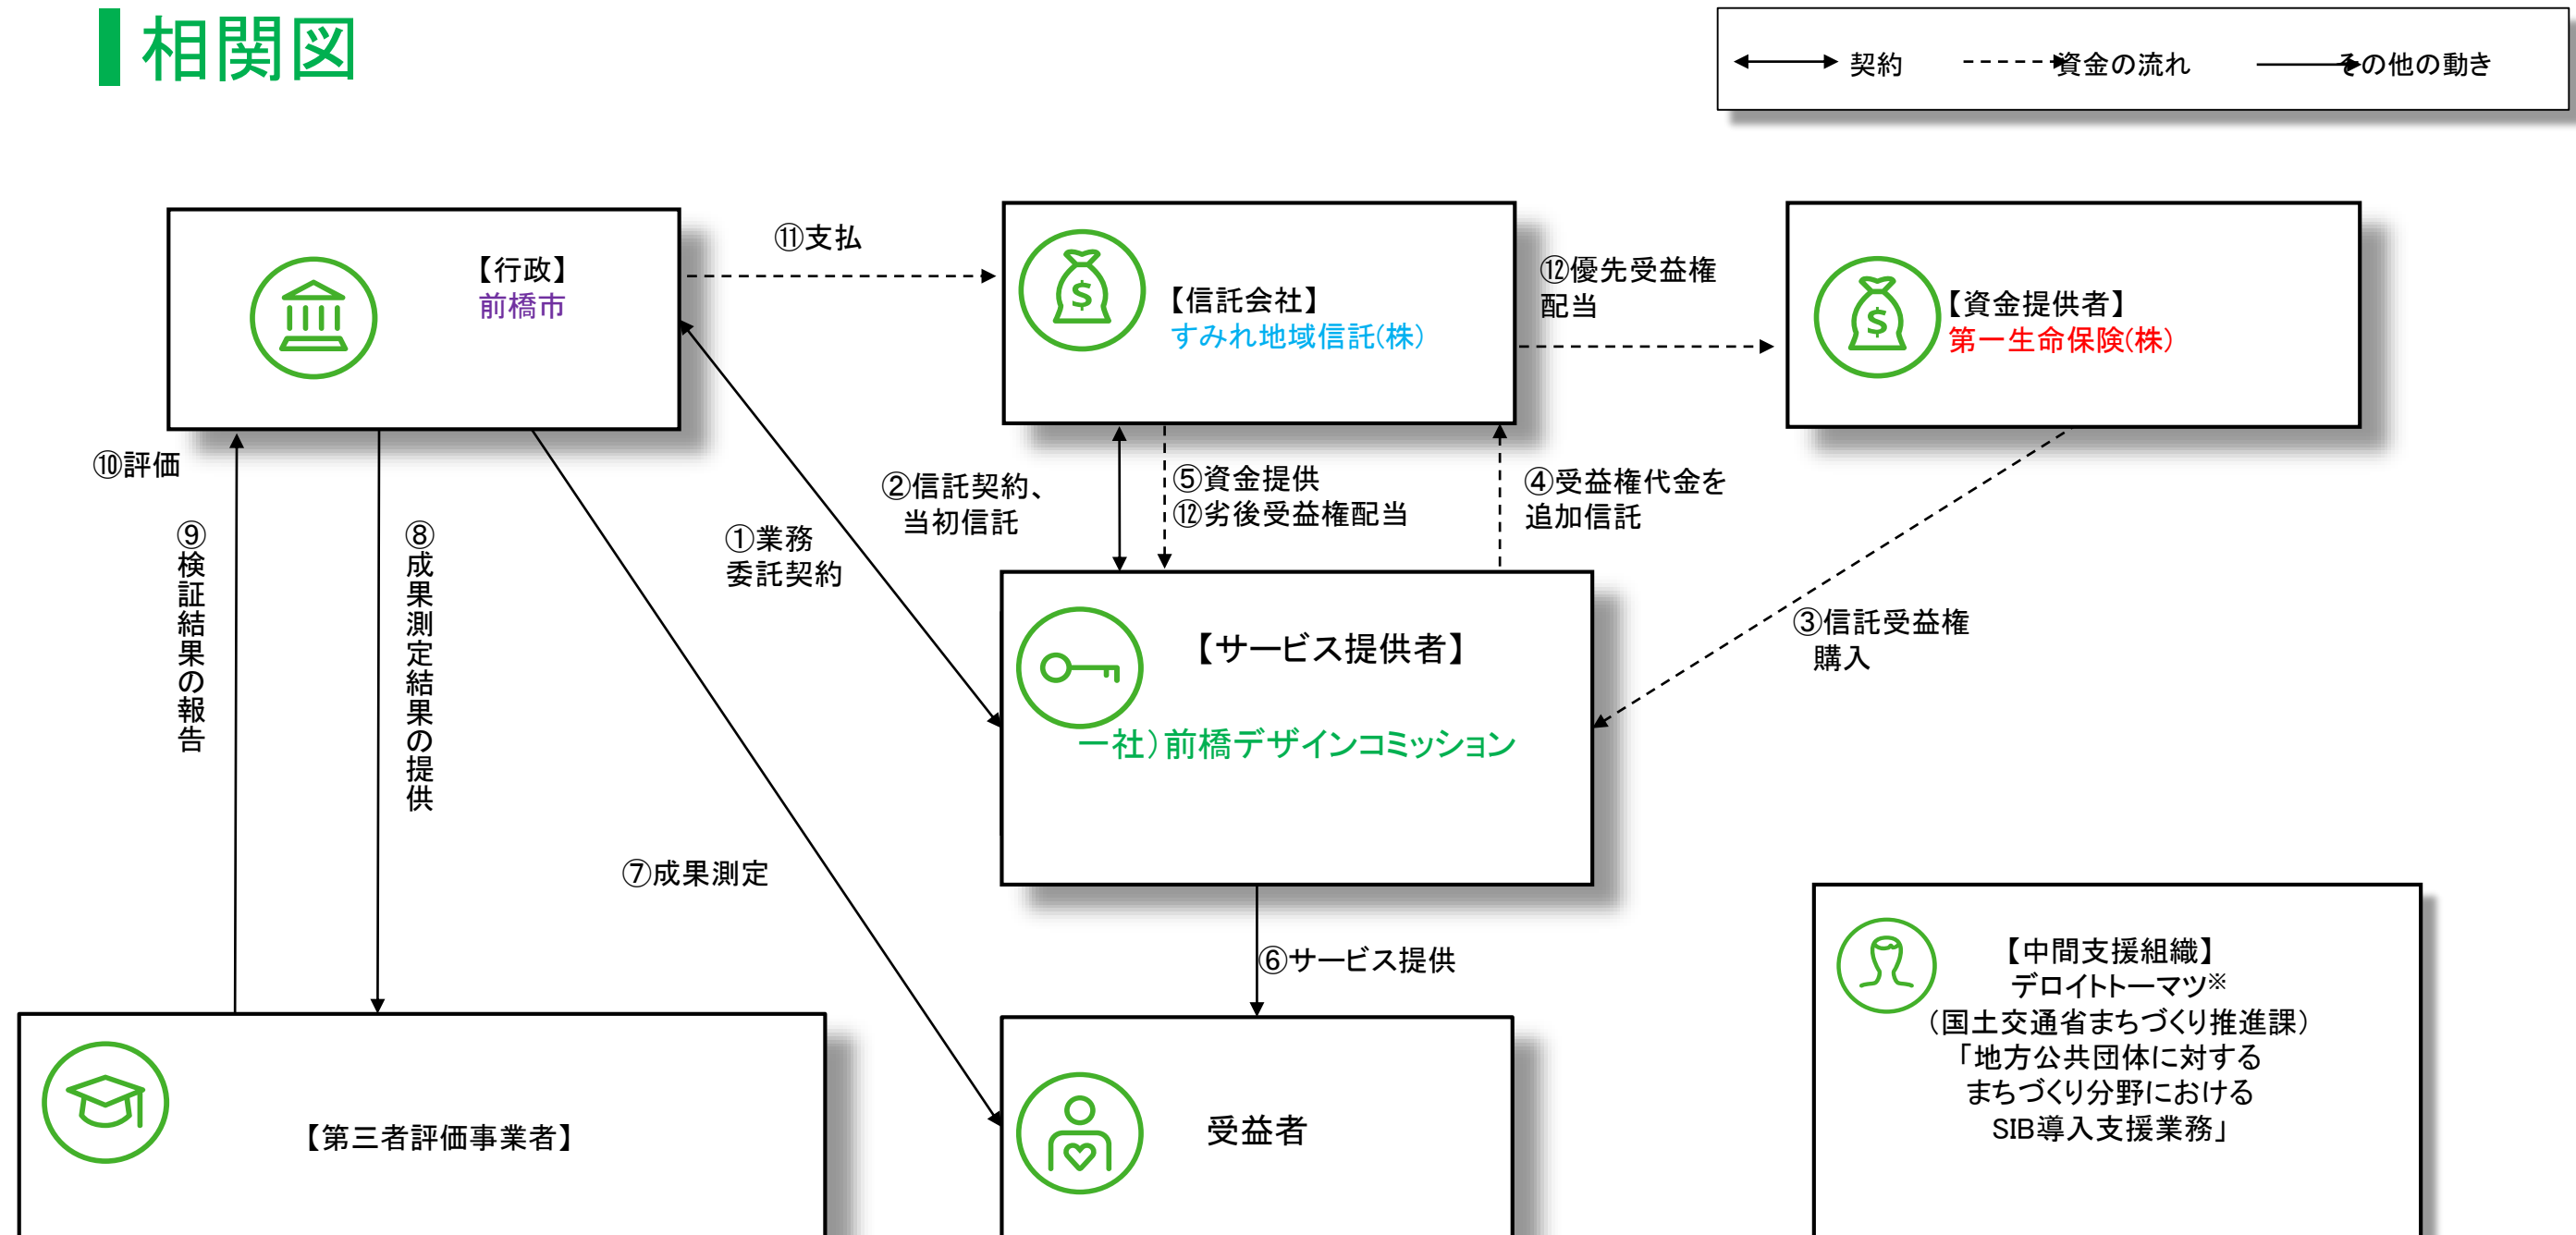 相関図
契約
資金の流れ
その他の動き
【行政】
前橋市
⑪支払
【信託会社】
すみれ地域信託(株)
⑫優先受益権
配当
【資金提供者】
第一生命保険(株)
⑩評価
⑨検証結果の報告
⑧成果測定結果の提供
①業務
委託契約
②信託契約、
当初信託
⑤資金提供
⑫劣後受益権配当
④受益権代金を
追加信託
③信託受益権
購入
【サービス提供者】
一社）前橋デザインコミッション
⑦成果測定
⑥サービス提供
【第三者評価事業者】
受益者
【中間支援組織】
デロイトトーマツ※
（国土交通省まちづくり推進課）
「地方公共団体に対する
まちづくり分野における
SIB導入支援業務」